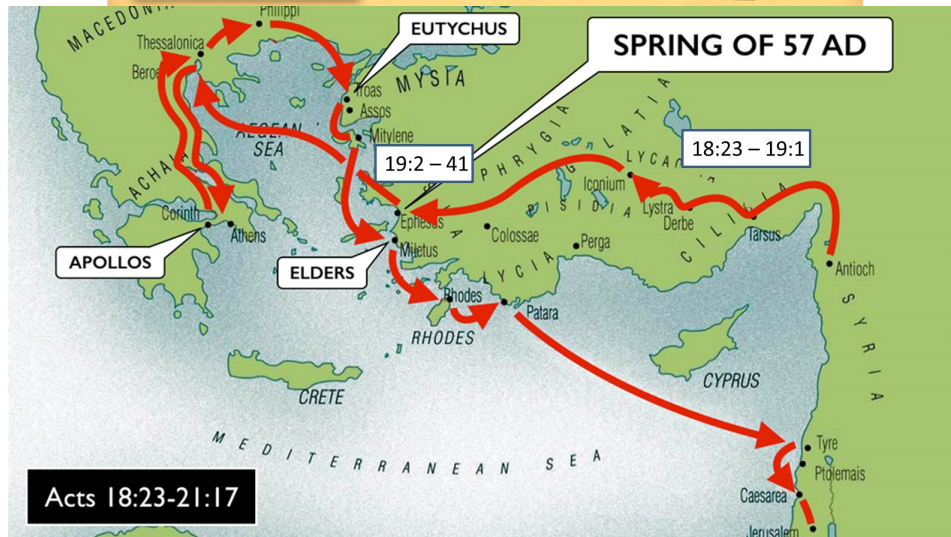 MACEDONIA
Philippi
EUTYCHUS
Thessalonica
SPRING OF 57 AD
Beroe
MYSIA
Troas
Assos
GALATIA
AEGEAN
SEA
Mitylene
PHRYGIA
19:2 – 41
18:23 – 19:1
LYCA
ACHAIA
Iconium
PISIDIA
Lystra
Derbe
CILICIA
Corinth
Athens
Ephesus
Tarsus
Colossae
Perga
APOLLOS
Miletus
ELDERS
LYCIA
Antioch
Rhodes
Patara
RHODES
SYRIA
CYPRUS
CRETE
MEDITERRANEAN SEA
Tyre
Ptolemais
Acts 18:23-21:17
Caesarea
Jerusalem